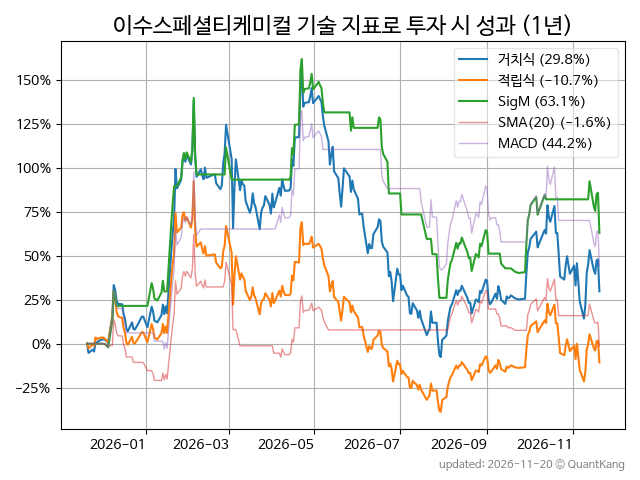 이수스페셜티케미컬 기술 지표로 투자 시 성과 (1년)
거치식 (29.8%)
적립식 (−10.7%)
SigM (63.1%)
SMA(20) (−1.6%)
MACD (44.2%)
150%
125%
100%
75%
50%
25%
0%
−25%
2026-01 2026-03 2026-05 2026-07 2026-09 2026-11
updated: 2026-11-20 © QuantKang